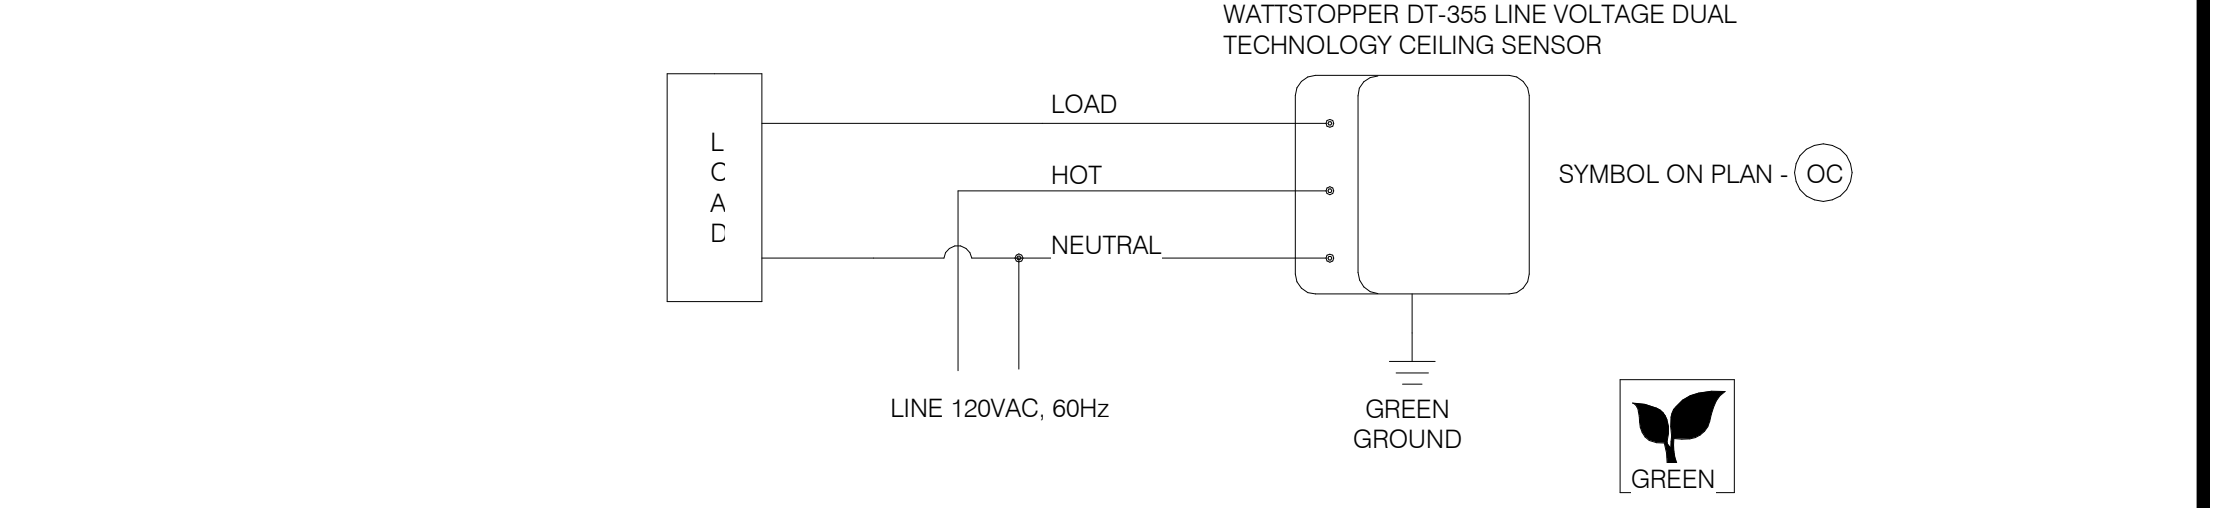 WATTSTOPPER DT-355 LINE VOLTAGE DUAL
TECHNOLOGY CEILING SENSOR
LOAD
L
O
A
D
HOT
SYMBOL ON PLAN - OC
NEUTRAL
LINE 120VAC, 60Hz
GREEN
GROUND
GREEN